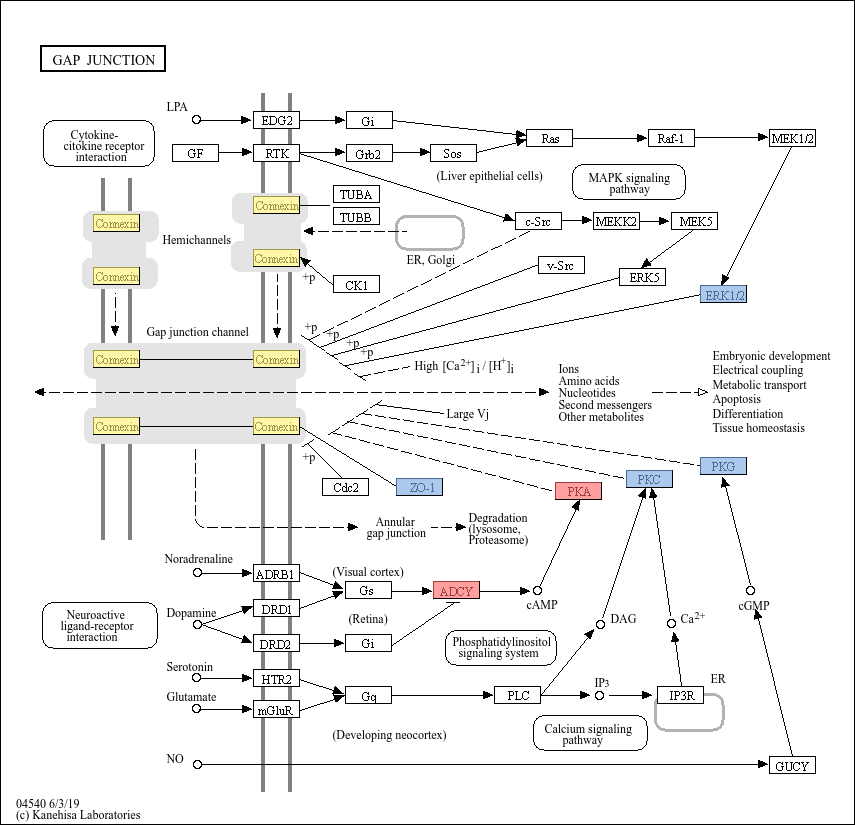 GAP JUNCTION
LPA
EDG2
Gi
Cytokine-
citokine receptor
interaction
Ras
Raf-1
MEK1/2
GF
RTK
Grb2
Sos
(Liver epithelial cells)
MAPK signaling
pathway
TUBA
TUBB
Connexin
Connexin
c-Src
MEKK2
MEK5
Hemichannels
ER, Golgi
Connexin
Connexin
v-Src
ERK5
CK1
+p
ERK1/2
Gap junction channel
+p
+p
+p
+p
Connexin
Connexin
High [Ca2+]i / [H+]i
Ions
Amino acids
Nucleotides
Second messengers
Other metabolites
Embryonic development
Electrical coupling
Metabolic transport
Apoptosis
Differentiation
Tissue homeostasis
Large Vj
Connexin
Connexin
+p
Cdc2
ZO-1
PKA
PKC
PKG
Annular
gap junction
Degradation
(lysosome,
Proteasome)
Noradrenaline
ADRB1
(Visual cortex)
Gs
ADCY
cAMP
cGMP
Neuroactive
ligand-receptor
interaction
Dopamine
DRD1
(Retina)
DAG
Ca2+
DRD2
Gi
Phosphatidylinositol
signaling system
Serotonin
HTR2
Glutamate
mGluR
Gq
PLC
IP3
IP3R
ER
(Developing neocortex)
Calcium signaling
pathway
NO
GUCY
04540 6/3/19
(c) Kanehisa Laboratories